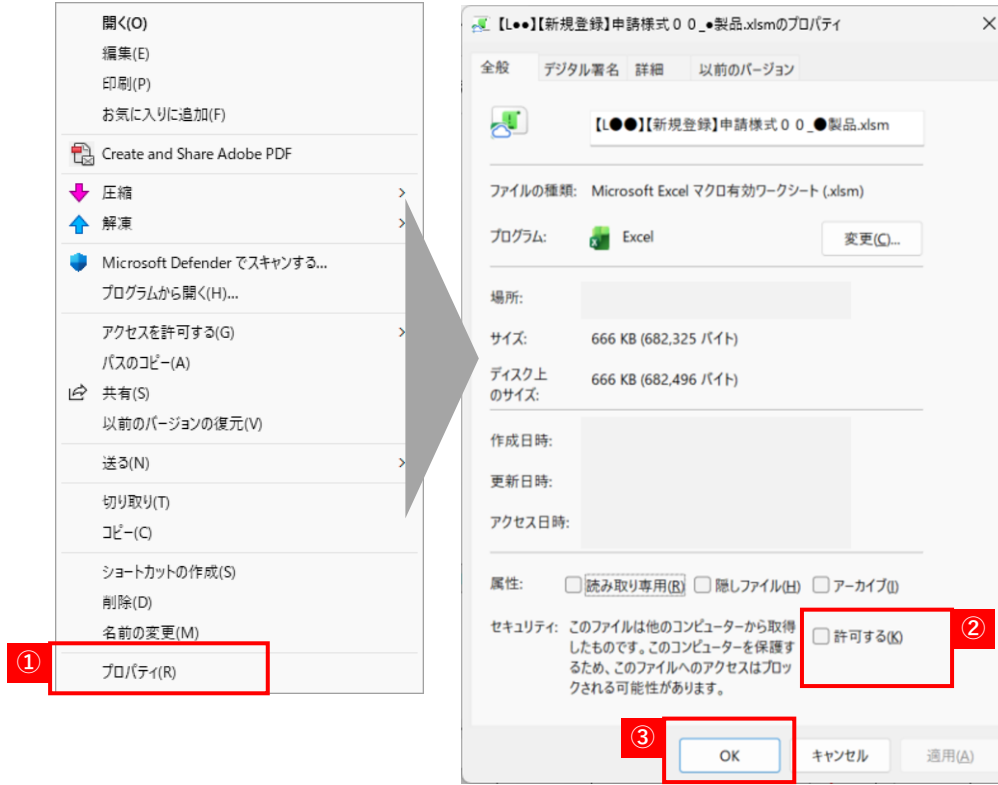 開く(O)
編集(E)
印刷(P)
お気に入りに追加(F)
Create and Share Adobe PDF
圧縮
解凍
Microsoft Defender でスキャンする...
プログラムから開く(H)...
アクセスを許可する(G)
パスのコピー(A)
共有(S)
以前のバージョンの復元(V)
送る(N)
切り取り(T)
コピー(C)
ショートカットの作成(S)
削除(D)
名前の変更(M)
①
プロパティ(R)
【L●●】【新規登録】申請様式００_●製品.xlsmのプロパティ
全般 デジタル署名 詳細 以前のバージョン
【L●●】【新規登録】申請様式００_●製品.xlsm
ファイルの種類: Microsoft Excel マクロ有効ワークシート (.xlsm)
プログラム: Excel 変更(C)...
場所:
サイズ: 666 KB (682,325 バイト)
ディスク上
のサイズ: 666 KB (682,496 バイト)
作成日時:
更新日時:
アクセス日時:
属性: 読み取り専用(R) 隠しファイル(H) アーカイブ(I)
セキュリティ: このファイルは他のコンピューターから取得
したものです。このコンピューターを保護す
るため、このファイルへのアクセスはブロッ
クされる可能性があります。
許可する(K)
②
③
OK キャンセル 適用(A)